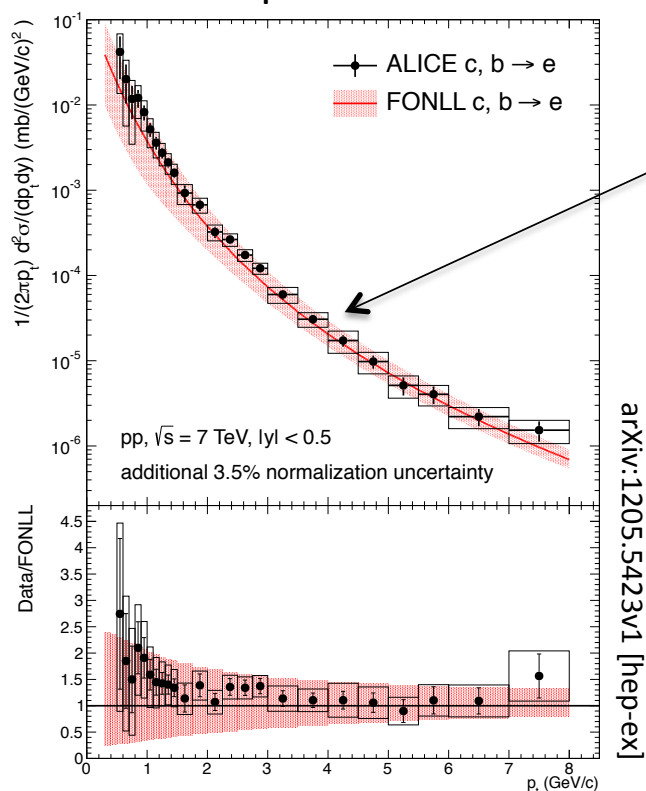 1/(2πpₜ) d²σ/(dpₜdy) (mb/(GeV/c)²)
10⁻¹
10⁻²
10⁻³
10⁻⁴
10⁻⁵
10⁻⁶
ALICE c, b → e
FONLL c, b → e
pp, √s = 7 TeV, |y| < 0.5
additional 3.5% normalization uncertainty
Data/FONLL
4.5
4
3.5
3
2.5
2
1.5
1
0.5
0
0 1 2 3 4 5 6 7 8
(GeV/c)
arXiv:1205.5423v1 [hep-ex]